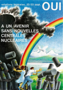 OUI
A UN AVENIR
SANS NOUVELLES
CENTRALES
NUCLÉAIRES